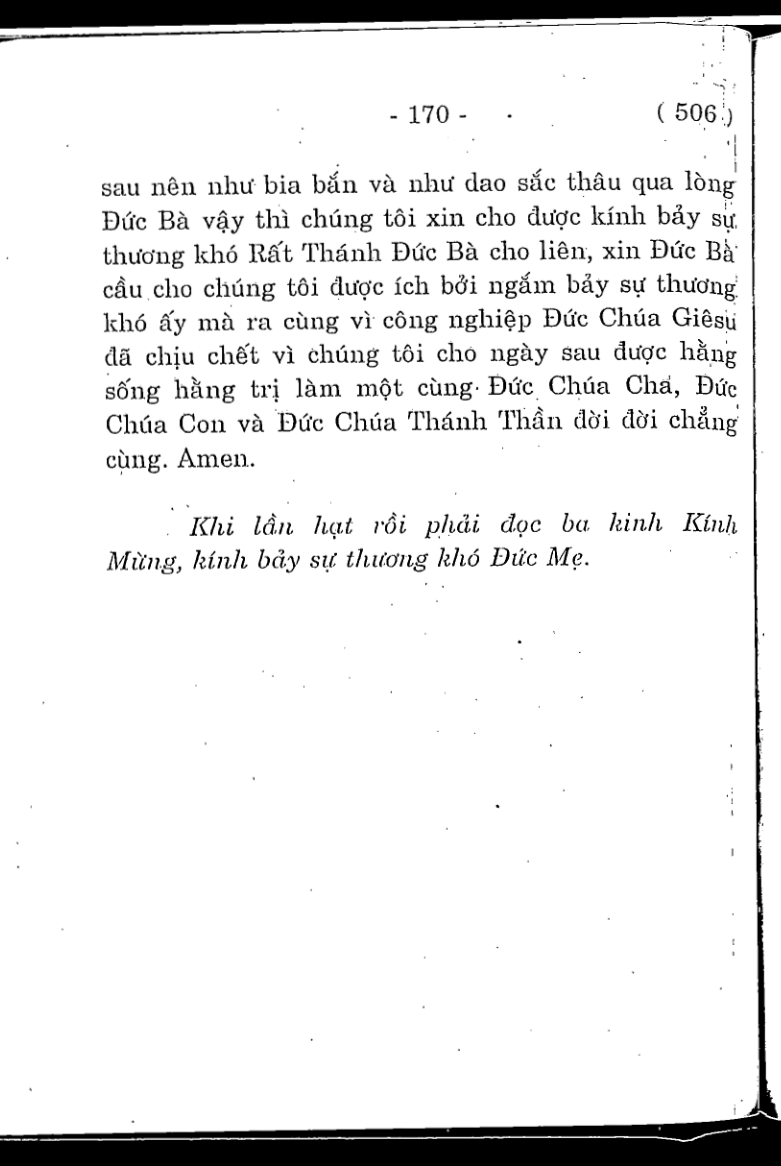 - 170 - ( 506 )
sau nên như bia bắn và như dao sắc thâu qua lòng
Đức Bà vậy thì chúng tôi xin cho được kính bảy sự
thương khó Rất Thánh Đức Bà cho liên, xin Đức Bà
cầu cho chúng tôi được ích bởi ngắm bảy sự thương
khó ấy mà ra cùng vì công nghiệp Đức Chúa Giêsu
đã chịu chết vì chúng tôi cho ngày sau được hằng
sống hằng trị làm một cùng Đức Chúa Cha, Đức
Chúa Con và Đức Chúa Thánh Thần đời đời chẳng
cùng. Amen.
Khi lần hạt rồi phải đọc ba kinh Kính
Mừng, kính bảy sự thương khó Đức Mẹ.